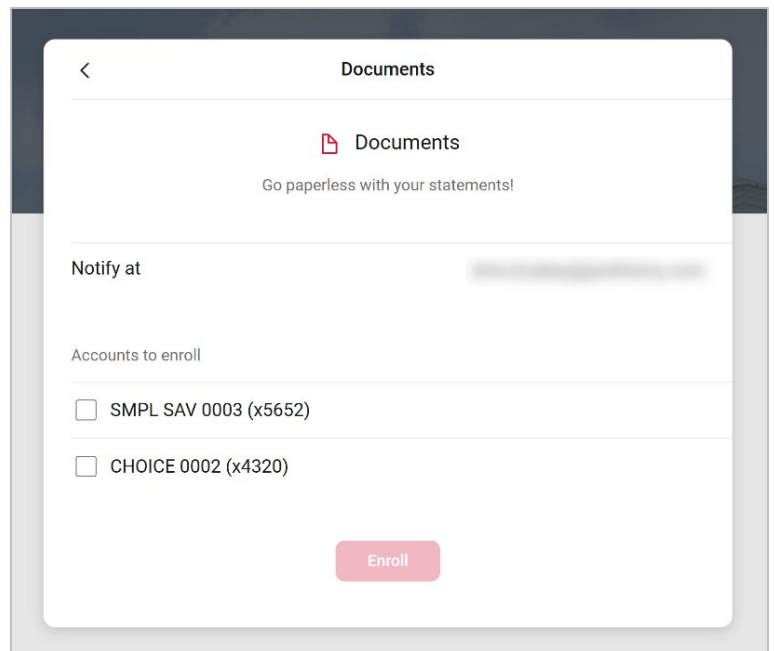 Documents
Documents
Go paperless with your statements!
Notify at
Accounts to enroll
SMPL SAV 0003 (x5652)
CHOICE 0002 (x4320)
Enroll